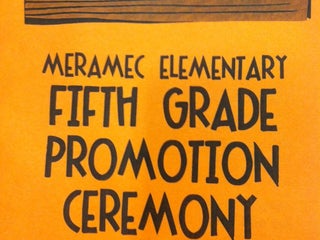 MERAMEC ELEMENTARY
FIFTH GRADE
PROMOTION
CEREMONY